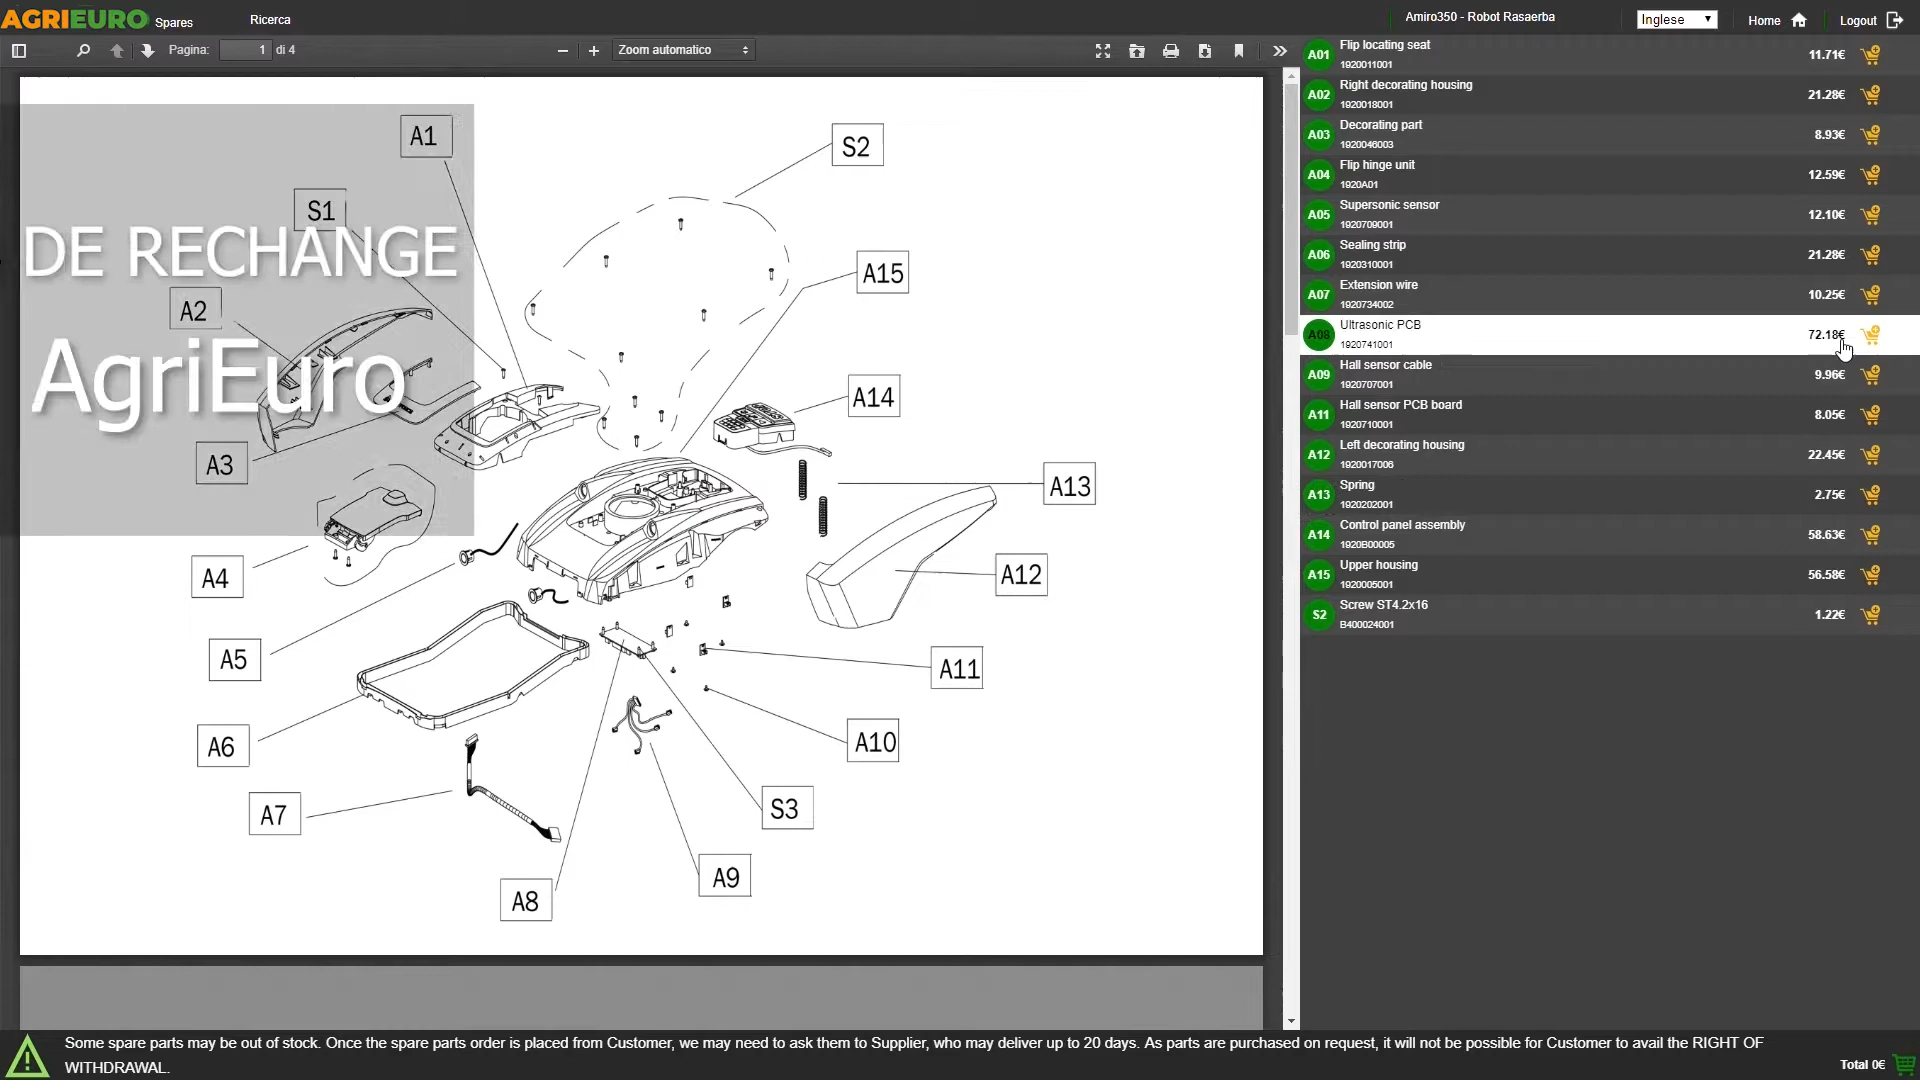 AGRIEURO Spares
Ricerca
Amiro350 - Robot Rasaerba
Inglese
Home
Logout
Pagina: 1 di 4
Zoom automatico
A1
S2
S1
DE RECHANGE
A15
A2
AgriEuro
A14
A3
A13
A4
A12
A5
A11
A6
A10
A7
S3
A9
A8
A01 Flip locating seat 11.71€
1920011001
A02 Right decorating housing 21.28€
1920018001
A03 Decorating part 8.93€
1920046003
A04 Flip hinge unit 12.59€
1920A01
A05 Supersonic sensor 12.10€
1920709001
A06 Sealing strip 21.28€
1920310001
A07 Extension wire 10.25€
1920734002
A08 Ultrasonic PCB 72.18€
1920741001
A09 Hall sensor cable 9.96€
1920707001
A11 Hall sensor PCB board 8.05€
1920710001
A12 Left decorating housing 22.45€
1920017006
A13 Spring 2.75€
1920202001
A14 Control panel assembly 58.63€
1920B00005
A15 Upper housing 56.58€
1920005001
S2 Screw ST4.2x16 1.22€
B400024001
Some spare parts may be out of stock. Once the spare parts order is placed from Customer, we may need to ask them to Supplier, who may deliver up to 20 days. As parts are purchased on request, it will not be possible for Customer to avail the RIGHT OF
WITHDRAWAL.
Total 0€